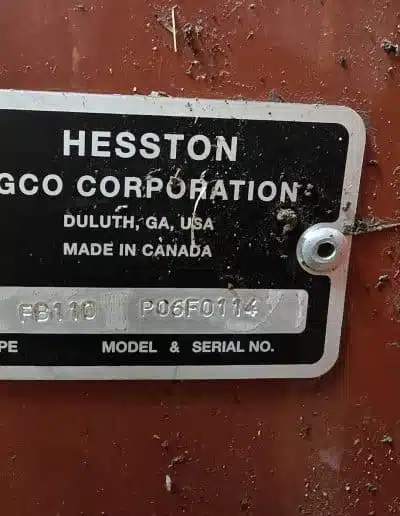 HESSTON
GCO CORPORATION
DULUTH, GA, USA
MADE IN CANADA
FB110 P06F0114
PE MODEL & SERIAL NO.